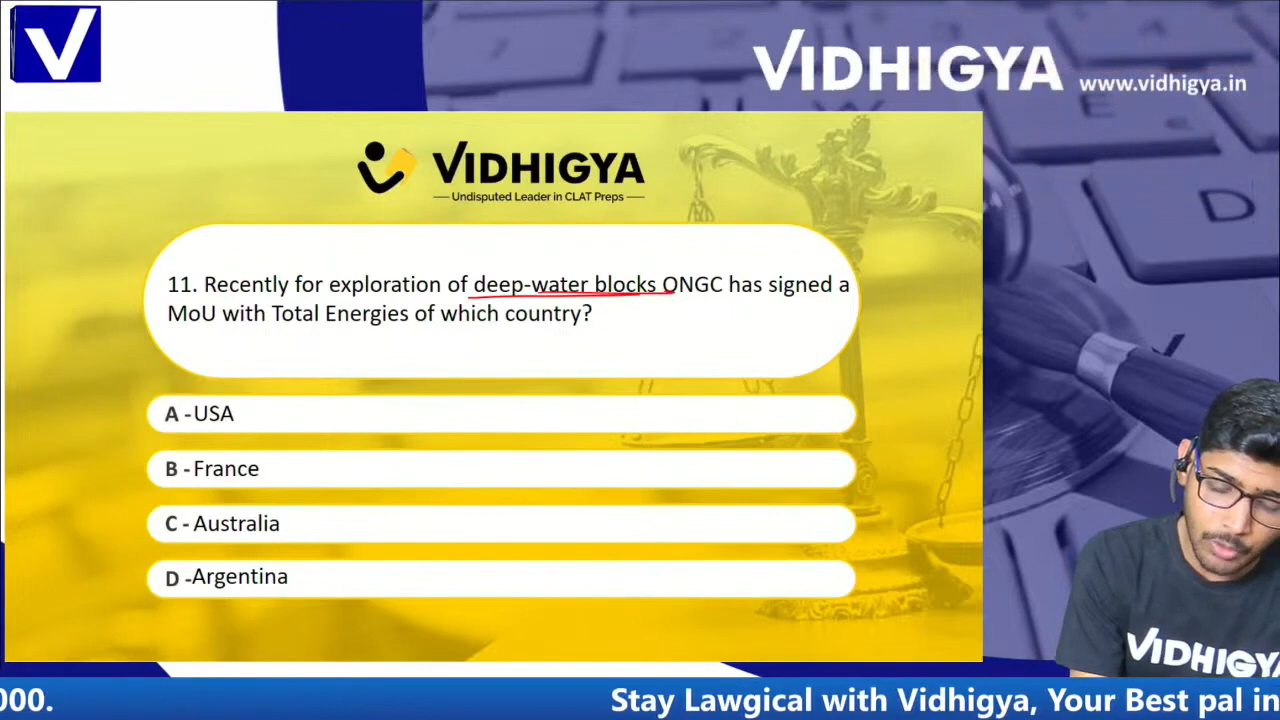 V
VIDHIGYA www.vidhigya.in
VIDHIGYA
Undisputed Leader in CLAT Preps
11. Recently for exploration of deep-water blocks ONGC has signed a
MoU with Total Energies of which country?
A - USA
B - France
C - Australia
D -Argentina
D
E
VIDHIGYA
000. Stay Lawgical with Vidhigya, Your Best pal in